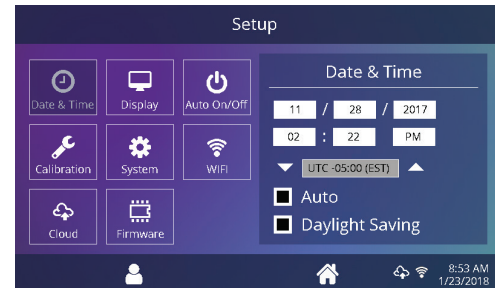 Setup
Date & Time
Display
Auto On/Off
Calibration
System
WIFI
Cloud
Firmware
Date & Time
11 / 28 / 2017
02 : 22 PM
UTC -05:00 (EST)
Auto
Daylight Saving
8:53 AM
1/23/2018